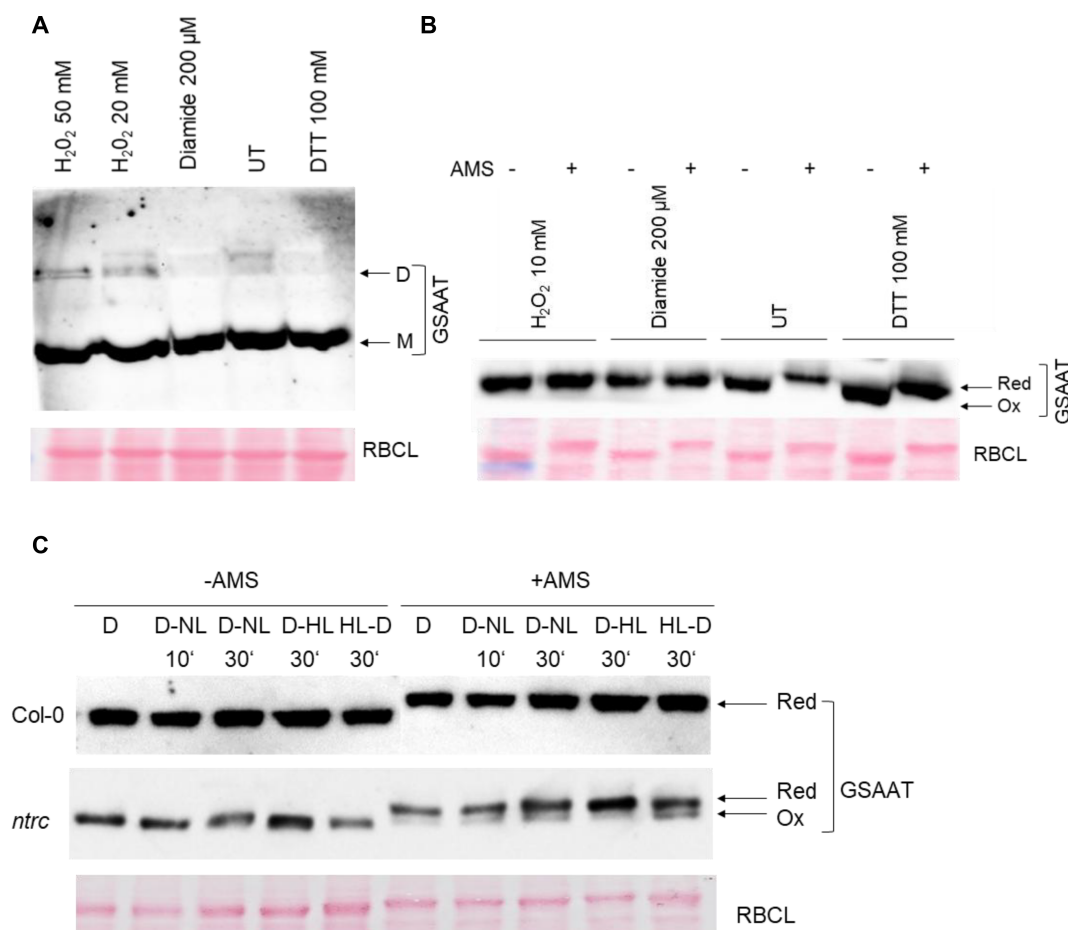 A
H₂0₂ 50 mM
H₂0₂ 20 mM
Diamide 200 µM
UT
DTT 100 mM
D
M
GSAAT
RBCL
B
AMS - + - + - + - +
H₂O₂ 10 mM
Diamide 200 µM
UT
DTT 100 mM
Red
Ox
GSAAT
RBCL
C
-AMS +AMS
D D-NL D-NL D-HL HL-D D D-NL D-NL D-HL HL-D
10‘ 30‘ 30‘ 30‘ 10‘ 30‘ 30‘ 30‘
Col-0
Red
ntrc
Red
Ox
GSAAT
RBCL